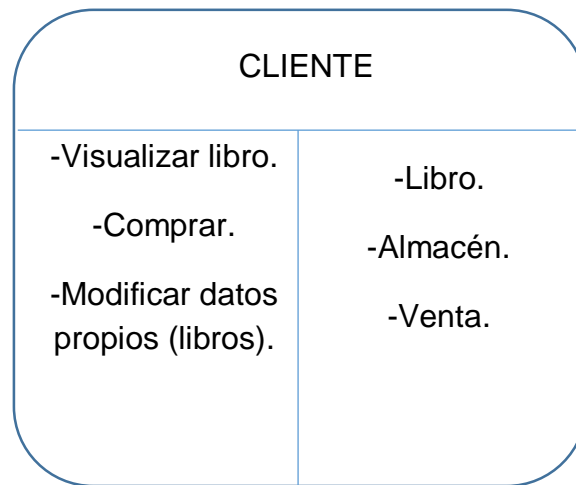 CLIENTE
-Visualizar libro.
-Comprar.
-Modificar datos
propios (libros).
-Libro.
-Almacén.
-Venta.